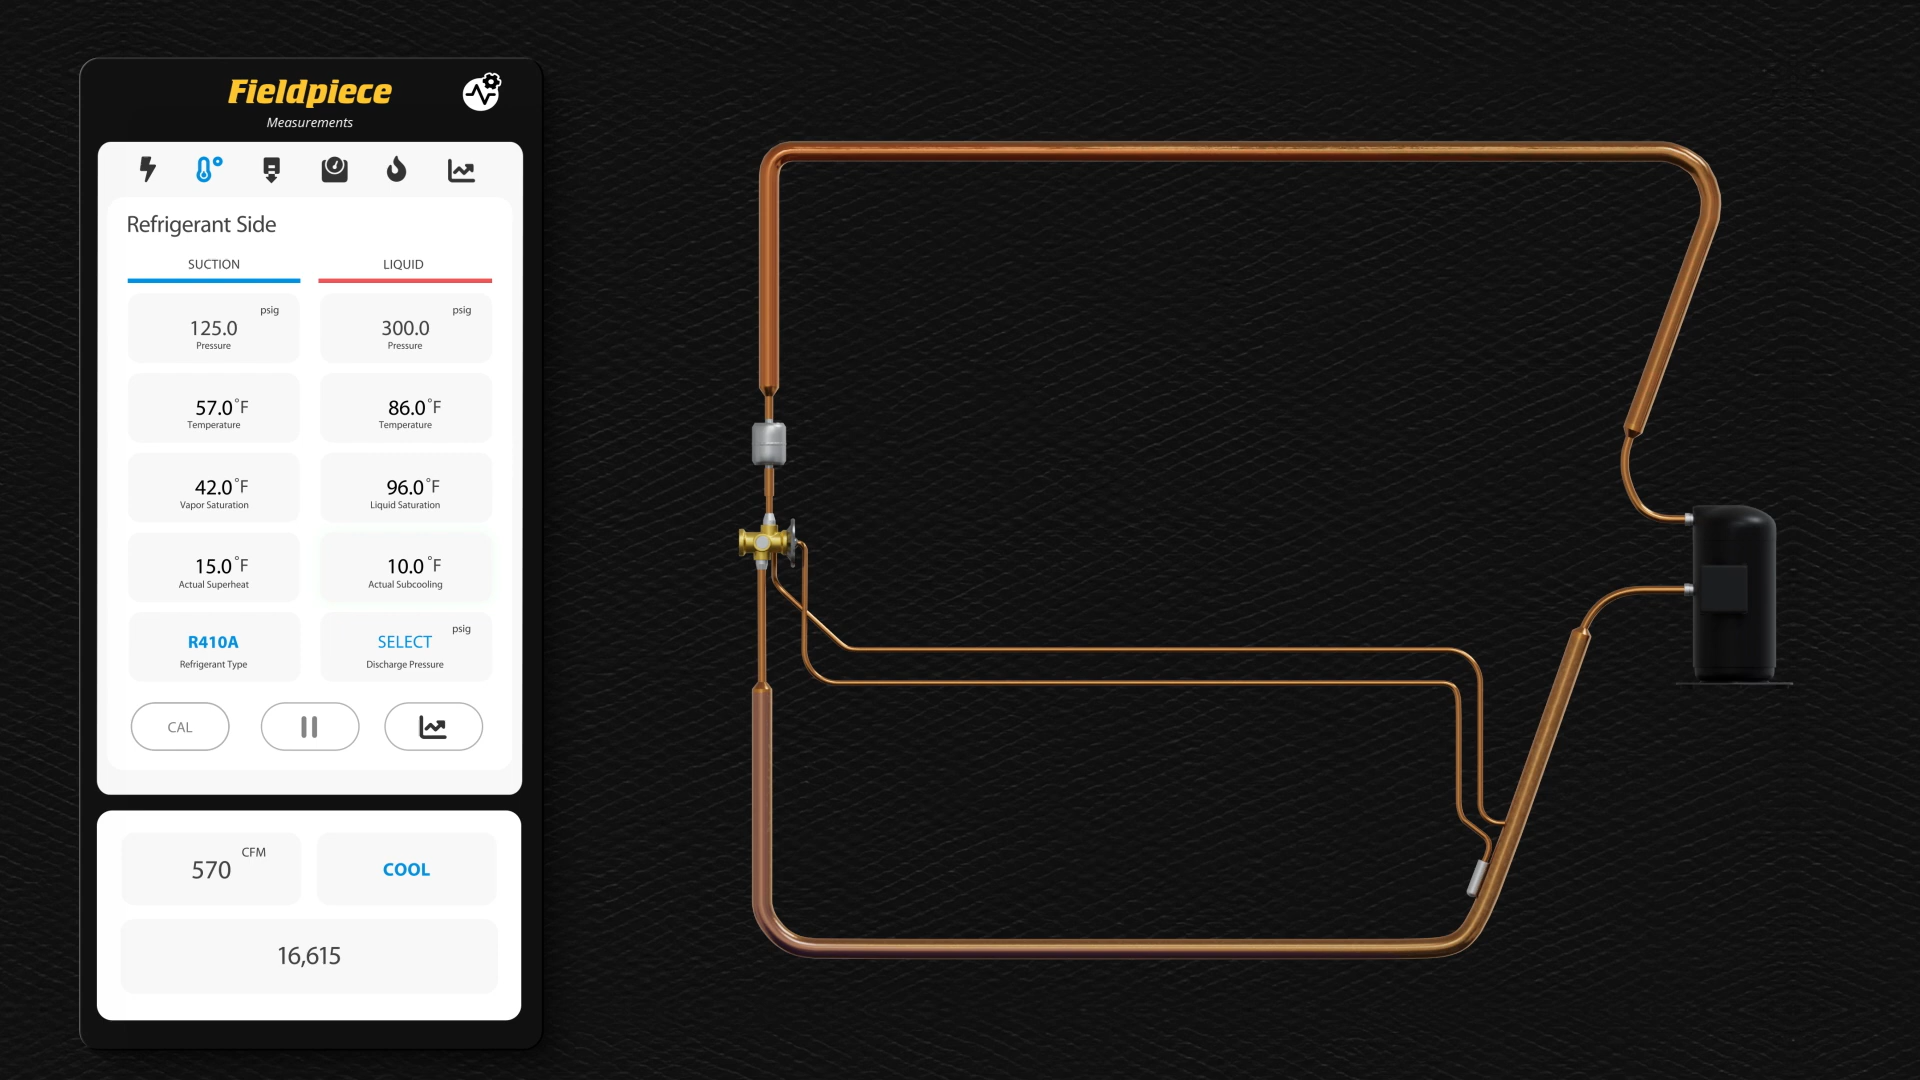 Fieldpiece
Measurements
Refrigerant Side
SUCTION
LIQUID
psig
125.0
Pressure
psig
300.0
Pressure
57.0°F
Temperature
86.0°F
Temperature
42.0°F
Vapor Saturation
96.0°F
Liquid Saturation
15.0°F
Actual Superheat
10.0°F
Actual Subcooling
R410A
Refrigerant Type
psig
SELECT
Discharge Pressure
CAL
CFM
570
COOL
16,615